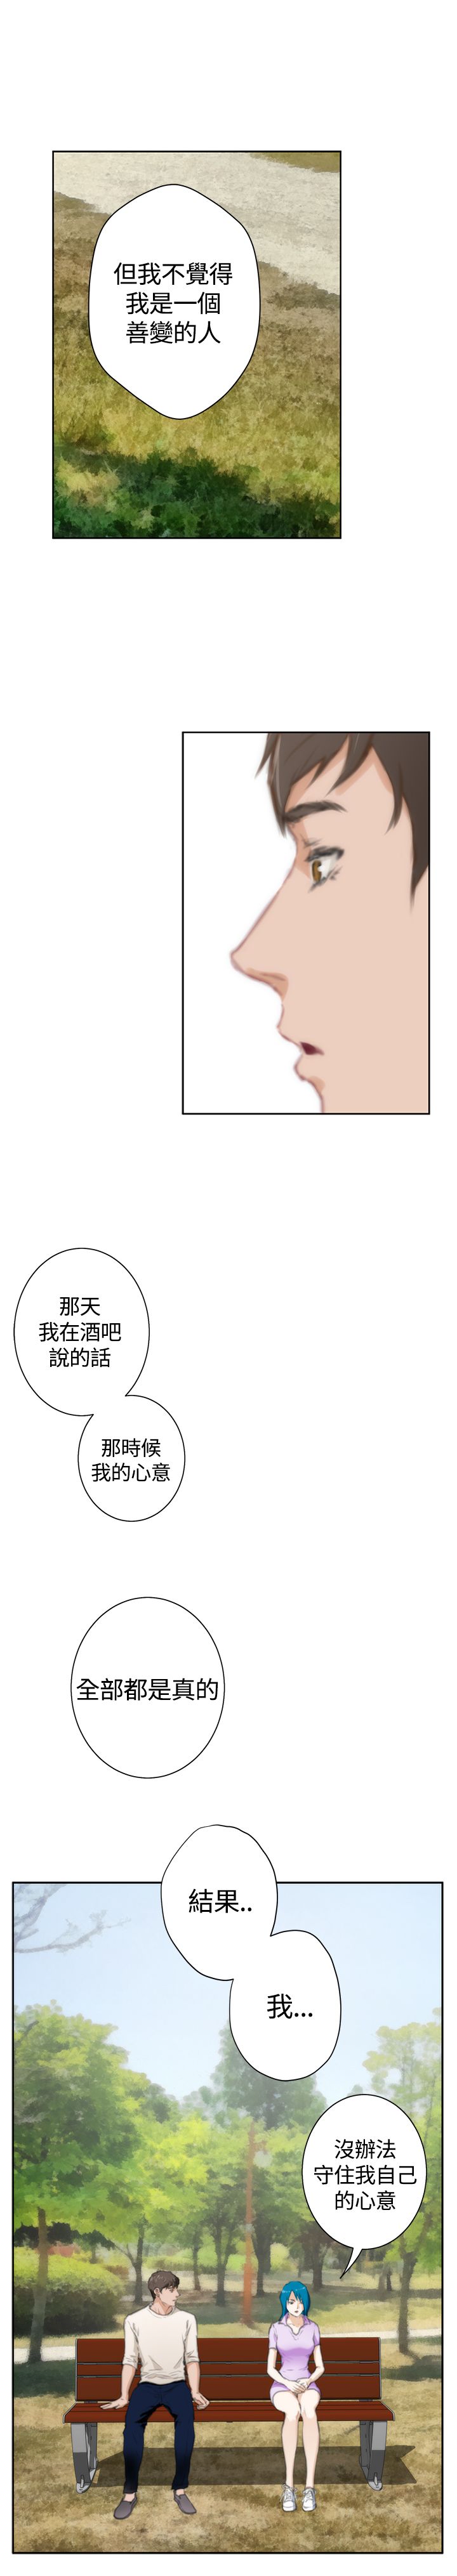 但我不覺得
我是一個
善變的人
那天
我在酒吧
說的話
那時候
我的心意
全部都是真的
結果..
我...
沒辦法
守住我自己
的心意